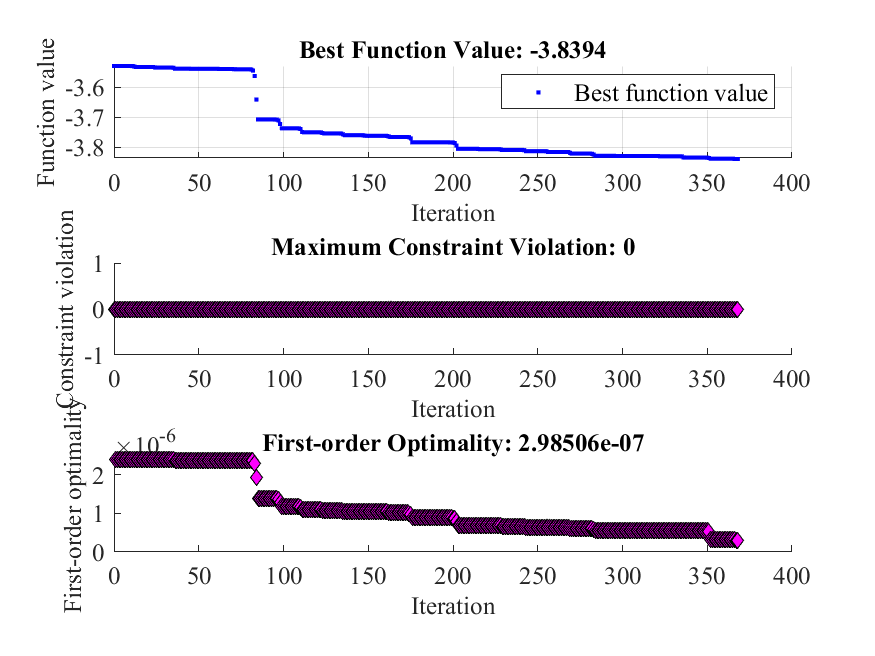 Best Function Value: -3.8394
Function value
-3.6
-3.7
-3.8
Best function value
0 50 100 150 200 250 300 350 400
Iteration
Maximum Constraint Violation: 0
Constraint violation
1
0
-1
0 50 100 150 200 250 300 350 400
Iteration
First-order Optimality: 2.98506e-07
First-order optimality
×10-6
2
1
0
0 50 100 150 200 250 300 350 400
Iteration